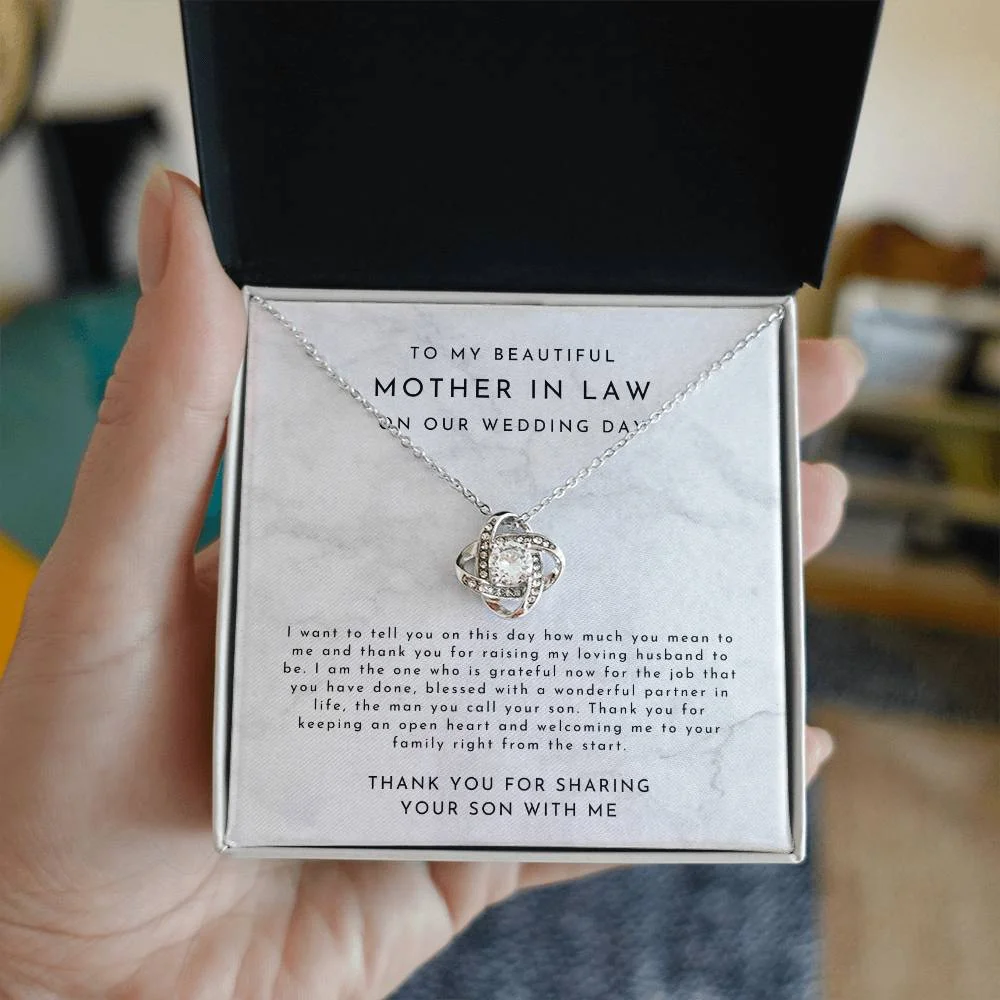 TO MY BEAUTIFUL
MOTHER IN LAW
ON OUR WEDDING DAY
I want to tell you on this day how much you mean to
me and thank you for raising my loving husband to
be. I am the one who is grateful now for the job that
you have done, blessed with a wonderful partner in
life, the man you call your son. Thank you for
keeping an open heart and welcoming me to your
family right from the start.
THANK YOU FOR SHARING
YOUR SON WITH ME